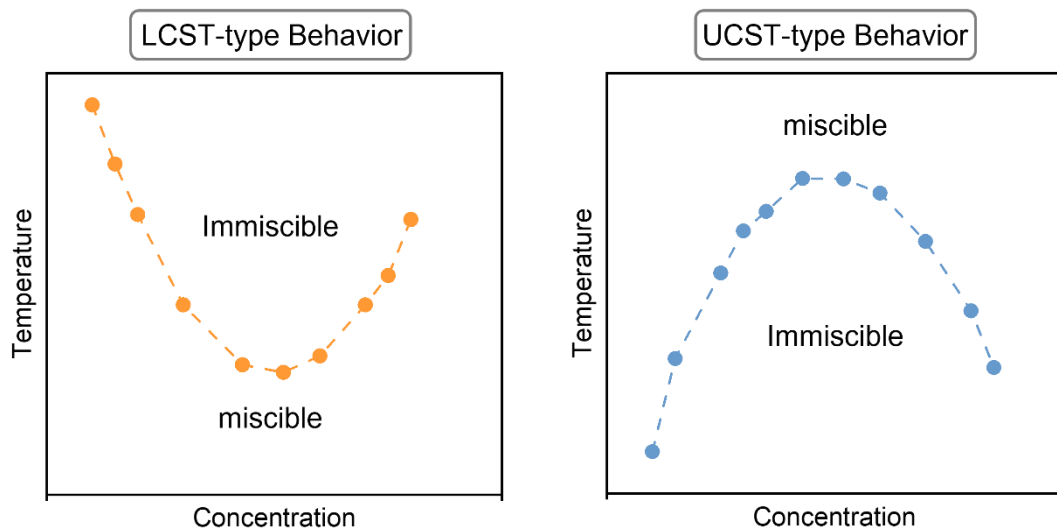 LCST-type Behavior
Temperature
Immiscible
miscible
Concentration
UCST-type Behavior
Temperature
miscible
Immiscible
Concentration